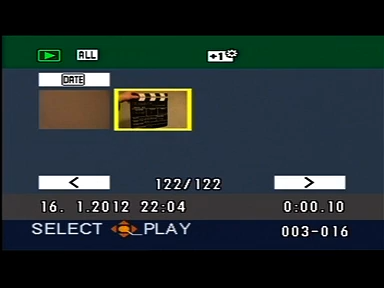 ALL +1
DATE
< 122/122 >
16. 1.2012 22:04 0:00.10
SELECT PLAY 003-016